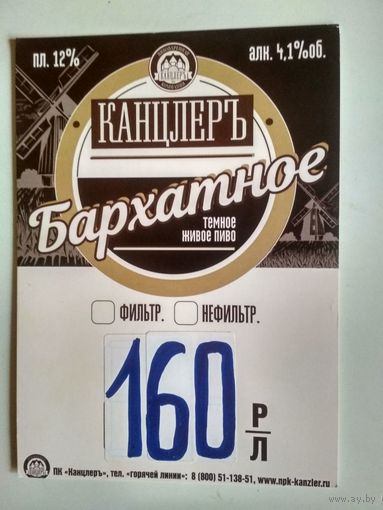 пл. 12%
алк. 4,1%об.
КАНЦЛЕРЪ
КАНЦЛЕРЪ
Бархатное
ТЕМНОЕ
ЖИВОЕ ПИВО
ФИЛЬТР. НЕФИЛЬТР.
160 Р/Л
ПК «Канцлеръ», тел. «горячей линии»: 8 (800) 51-138-51, www.npk-kanzler.ru
www.ay.by